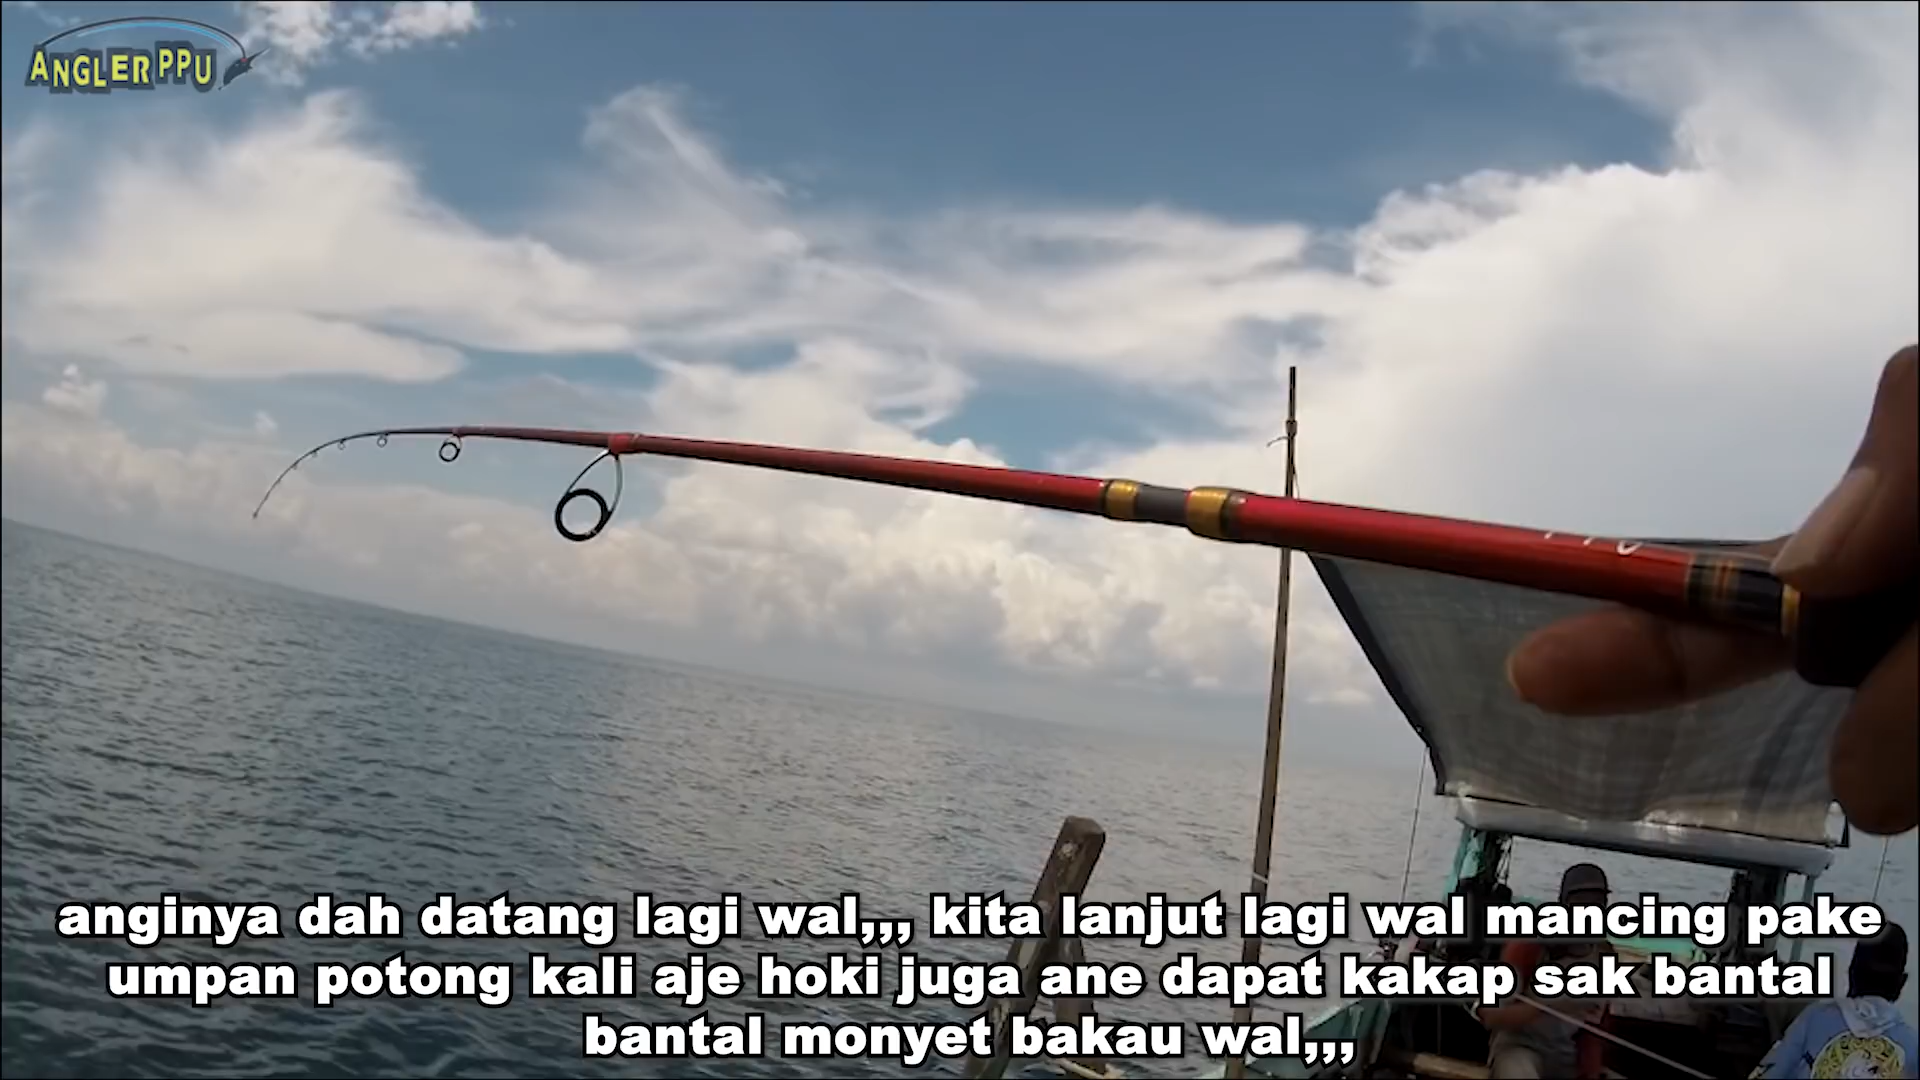 ANGLER PPU
anginya dah datang lagi wal,,, kita lanjut lagi wal mancing pake
umpan potong kali aje hoki juga ane dapat kakap sak bantal
bantal monyet bakau wal,,,